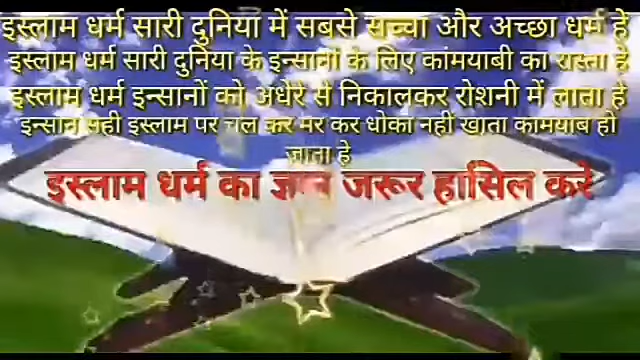 इस्लाम धर्म सारी दुनिया में सबसे सच्चा और अच्छा धर्म हे
इस्लाम धर्म सारी दुनिया के इन्सानों के लिए कांमयाबी का रास्ता हे
इस्लाम धर्म इन्सानों को अंधेरे से निकालकर रोशनी में लाता हे
इन्सान सही इस्लाम पर चल कर मर कर धोका नहीं खाता कामयाब हो
जाता हे
इस्लाम धर्म का जरूर हासिल करे